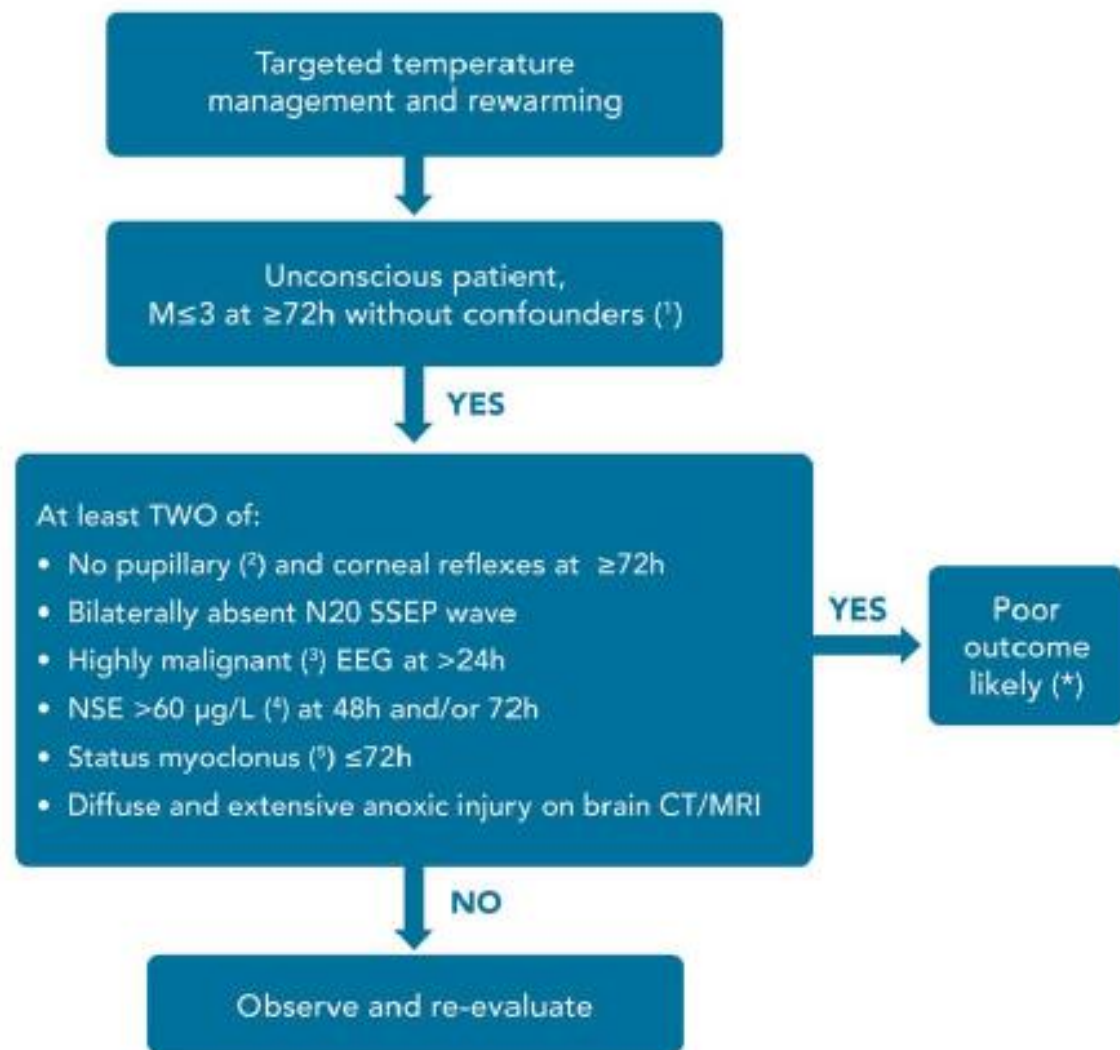 Targeted temperature
management and rewarming
Unconscious patient,
M≤3 at ≥72h without confounders (¹)
YES
At least TWO of:
• No pupillary (²) and corneal reflexes at ≥72h
• Bilaterally absent N20 SSEP wave
• Highly malignant (³) EEG at >24h
• NSE >60 µg/L (⁴) at 48h and/or 72h
• Status myoclonus (⁵) ≤72h
• Diffuse and extensive anoxic injury on brain CT/MRI
YES
Poor
outcome
likely (*)
NO
Observe and re-evaluate